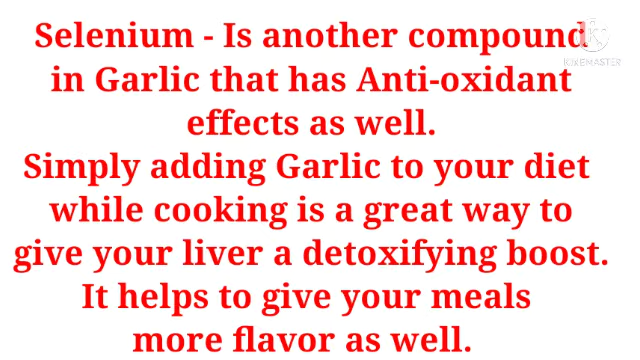 Selenium - Is another compound
in Garlic that has Anti-oxidant
effects as well.
Simply adding Garlic to your diet
while cooking is a great way to
give your liver a detoxifying boost.
It helps to give your meals
more flavor as well.
KINEMASTER